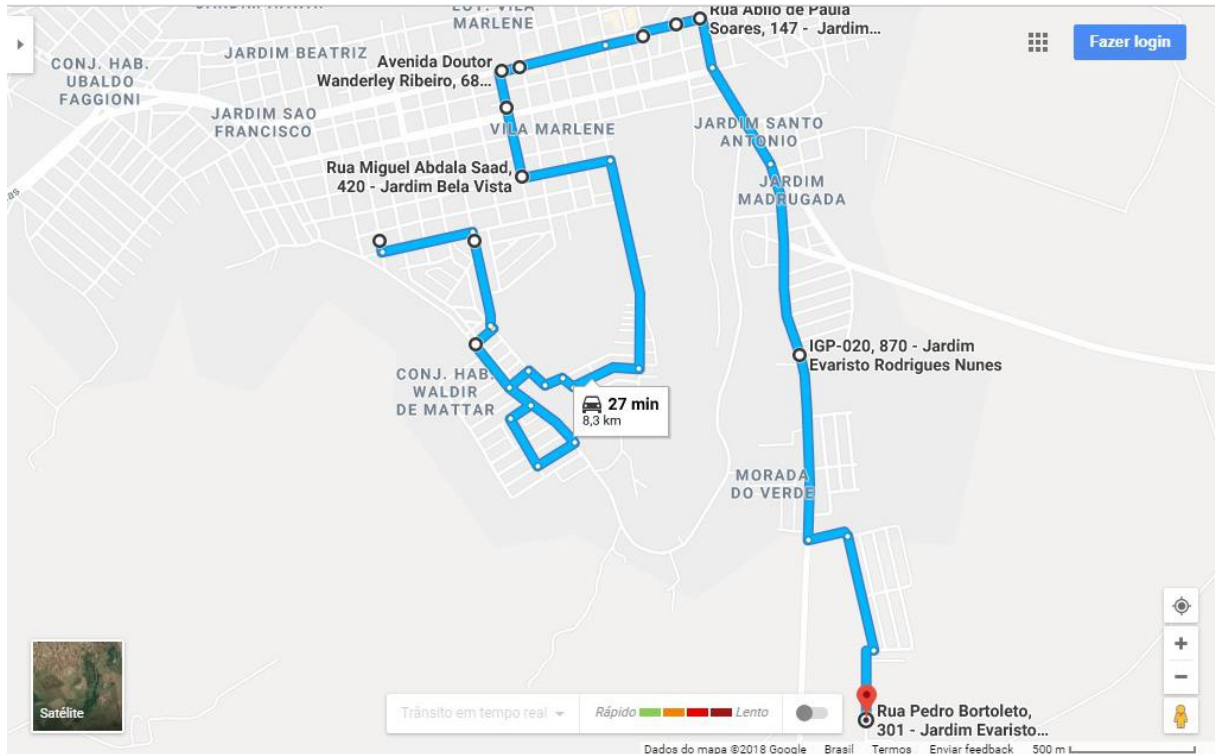 MARLENE
Rua Abílio de Paula
Soares, 147 - Jardim...
Fazer login
JARDIM BEATRIZ
CONJ. HAB.
UBALDO
FAGGIONI
Avenida Doutor
Wanderley Ribeiro, 68...
JARDIM SAO
FRANCISCO
VILA MARLENE
JARDIM SANTO
ANTONIO
Rua Miguel Abdala Saad,
420 - Jardim Bela Vista
JARDIM
MADRUGADA
IGP-020, 870 - Jardim
Evaristo Rodrigues Nunes
CONJ. HAB.
WALDIR
DE MATTAR
27 min
8,3 km
MORADA
DO VERDE
Satélite
Trânsito em tempo real
Rápido
Lento
Rua Pedro Bortoleto,
301 - Jardim Evaristo...
Dados do mapa ©2018 Google Brasil Termos Enviar feedback 500 m